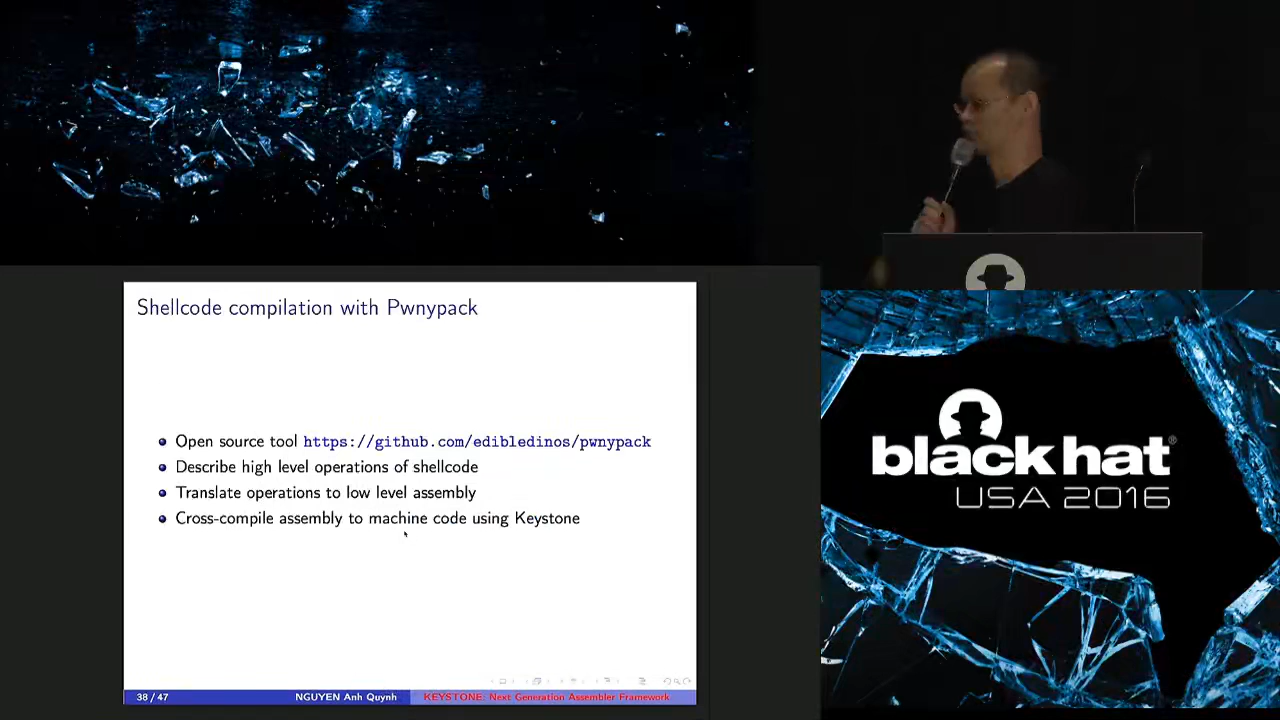 Shellcode compilation with Pwnypack
Open source tool https://github.com/edibledinos/pwnypack
Describe high level operations of shellcode
Translate operations to low level assembly
Cross-compile assembly to machine code using Keystone
38 / 47 NGUYEN Anh Quynh KEYSTONE: Next Generation Assembler Framework
black hat®
USA 2016